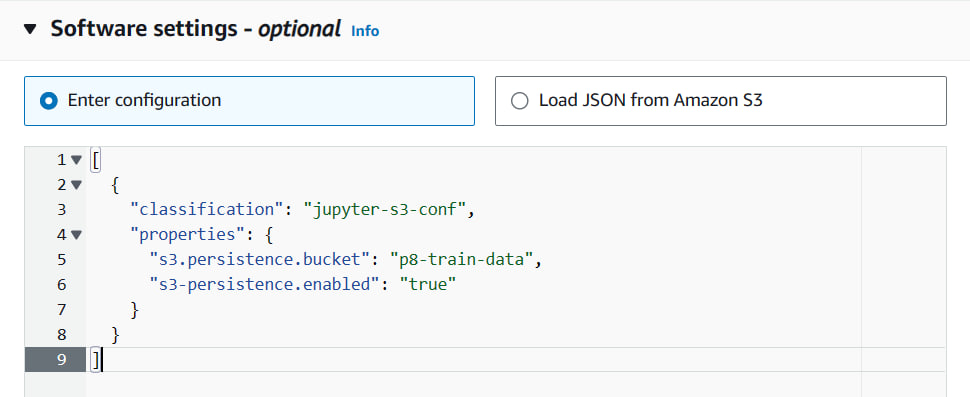 Software settings - optional Info
Enter configuration
Load JSON from Amazon S3
1 [
2 {
3 "classification": "jupyter-s3-conf",
4 "properties": {
5 "s3.persistence.bucket": "p8-train-data",
6 "s3-persistence.enabled": "true"
7 }
8 }
9 ]